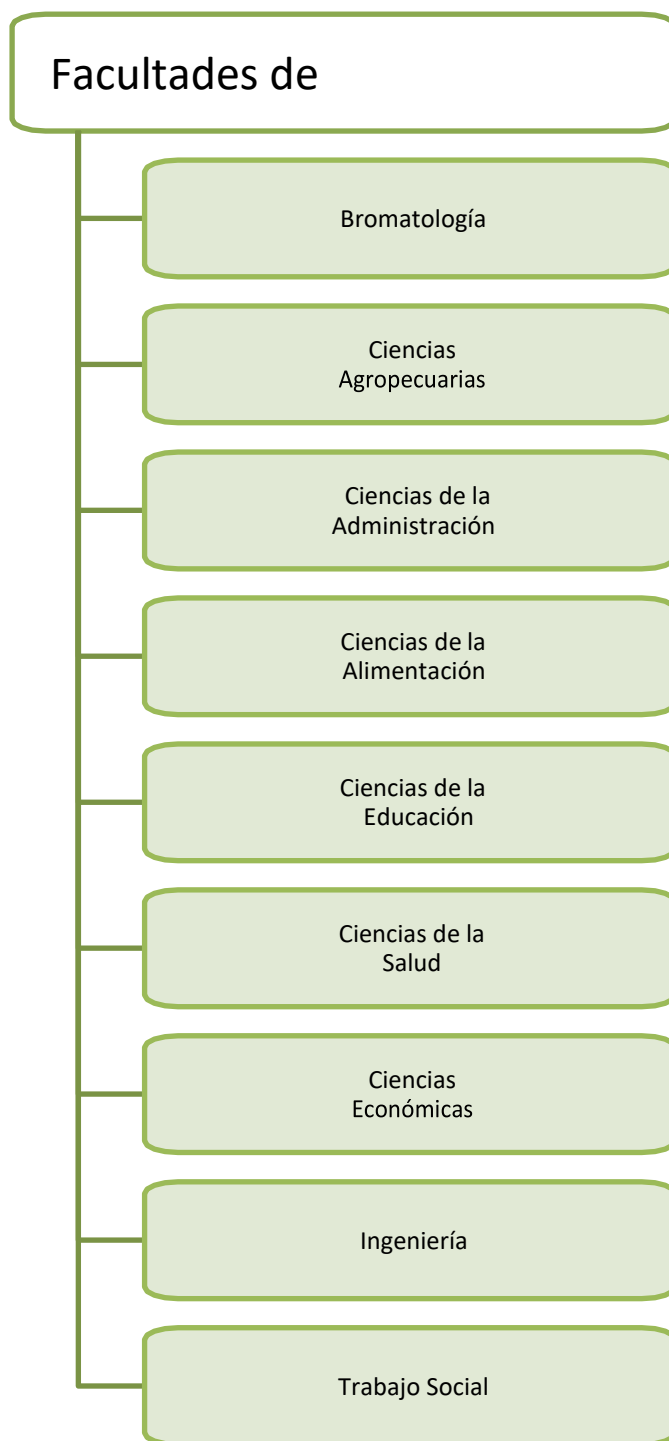 Facultades de
Bromatología
Ciencias
Agropecuarias
Ciencias de la
Administración
Ciencias de la
Alimentación
Ciencias de la
Educación
Ciencias de la
Salud
Ciencias
Económicas
Ingeniería
Trabajo Social